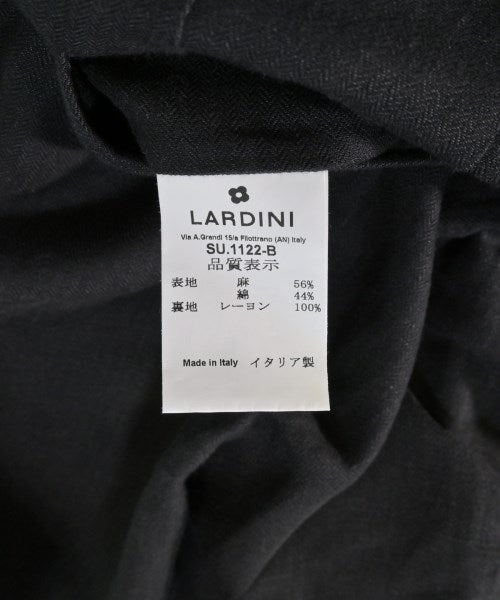 LARDINI
Via A.Grandi 15/a Filottrano (AN) Italy
SU.1122-B
品質表示
表地 麻 56%
綿 44%
裏地 レーヨン 100%
Made in Italy イタリア製